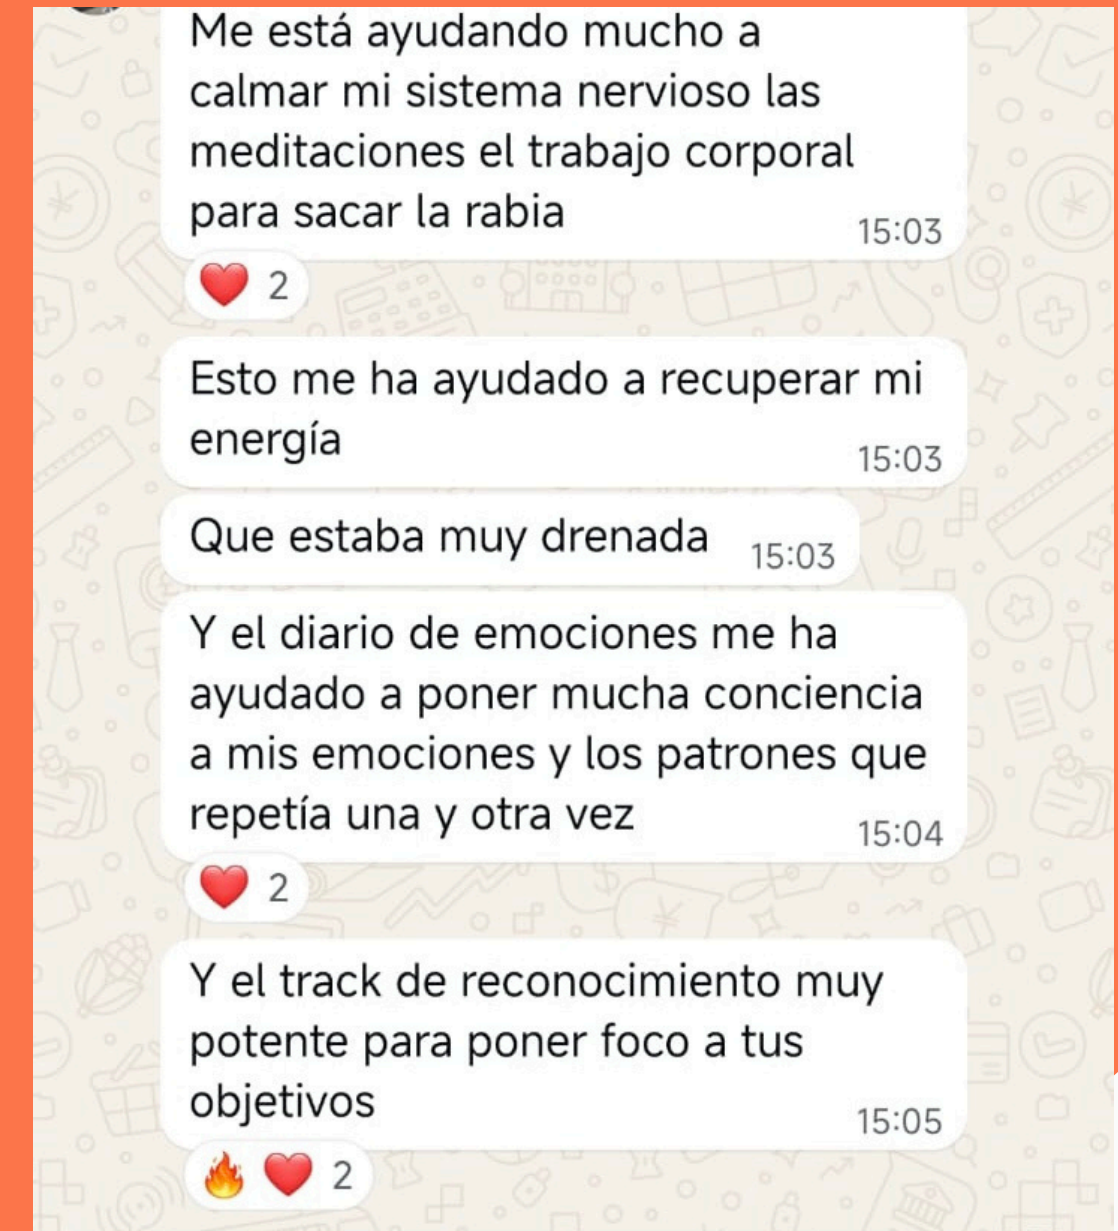 Me está ayudando mucho a
calmar mi sistema nervioso las
meditaciones el trabajo corporal
para sacar la rabia
15:03
❤️ 2
Esto me ha ayudado a recuperar mi
energía
15:03
Que estaba muy drenada 15:03
Y el diario de emociones me ha
ayudado a poner mucha conciencia
a mis emociones y los patrones que
repetía una y otra vez
15:04
❤️ 2
Y el track de reconocimiento muy
potente para poner foco a tus
objetivos
15:05
🔥 ❤️ 2